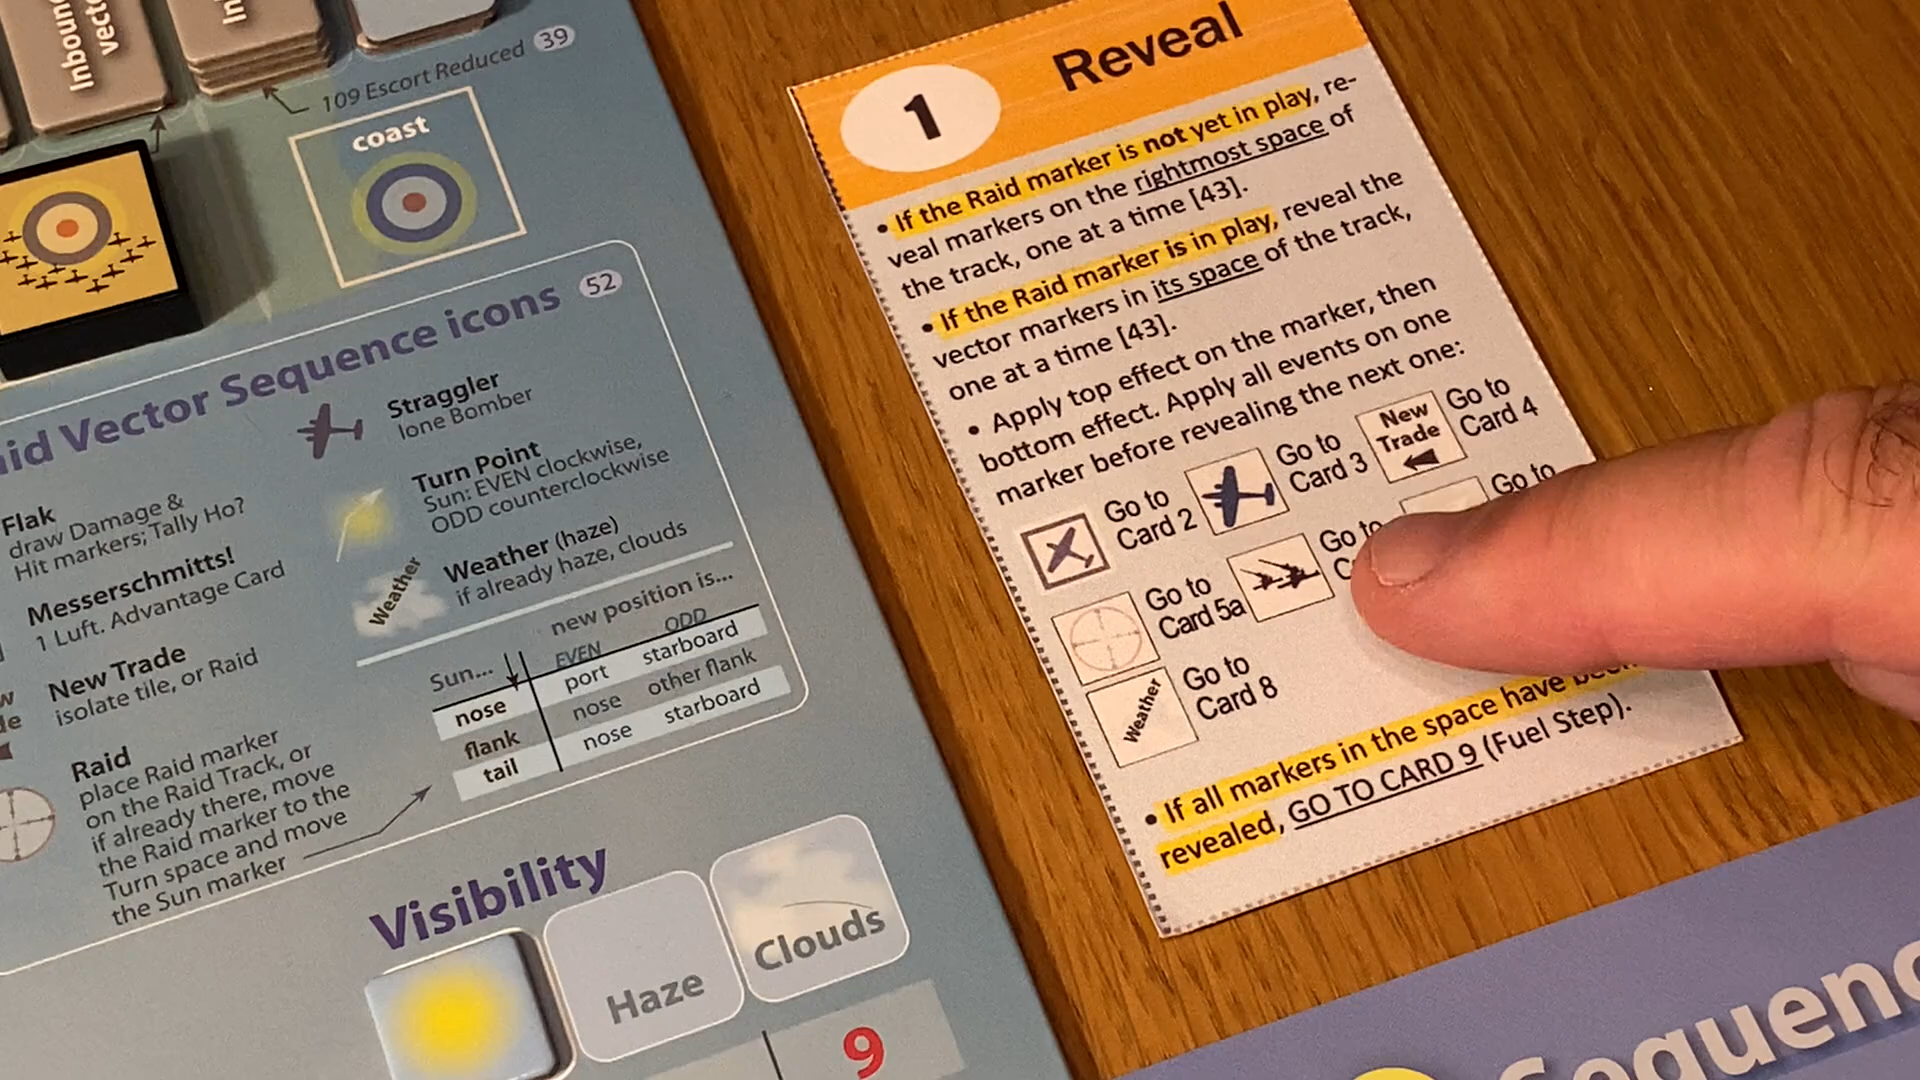 Inbound
vecto
In
109 Escort Reduced 39
coast
id Vector Sequence icons 52
Straggler
lone Bomber
Turn Point
Sun: EVEN clockwise,
ODD counterclockwise
Weather
Weather (haze)
if already haze, clouds
Flak
draw Damage &
Hit markers; Tally Ho?
Messerschmitts!
1 Luft. Advantage Card
New Trade
isolate tile, or Raid
Raid
place Raid marker
on the Raid Track, or
if already there, move
the Raid marker to the
Turn space and move
the Sun marker
new position is...
Sun... EVEN ODD
nose port starboard
flank nose other flank
tail nose starboard
Visibility
Haze
Clouds
9
1 Reveal
• If the Raid marker is not yet in play, re-
veal markers on the rightmost space of
the track, one at a time [43].
• If the Raid marker is in play, reveal the
vector markers in its space of the track,
one at a time [43].
• Apply top effect on the marker, then
bottom effect. Apply all events on one
marker before revealing the next one:
Go to
Card 2
Go to
Card 3
New
Trade
Go to
Card 4
Go to
Card 5a
Go to
Go to
Weather
Go to
Card 8
• If all markers in the space have been
revealed, GO TO CARD 9 (Fuel Step).
Sequenc